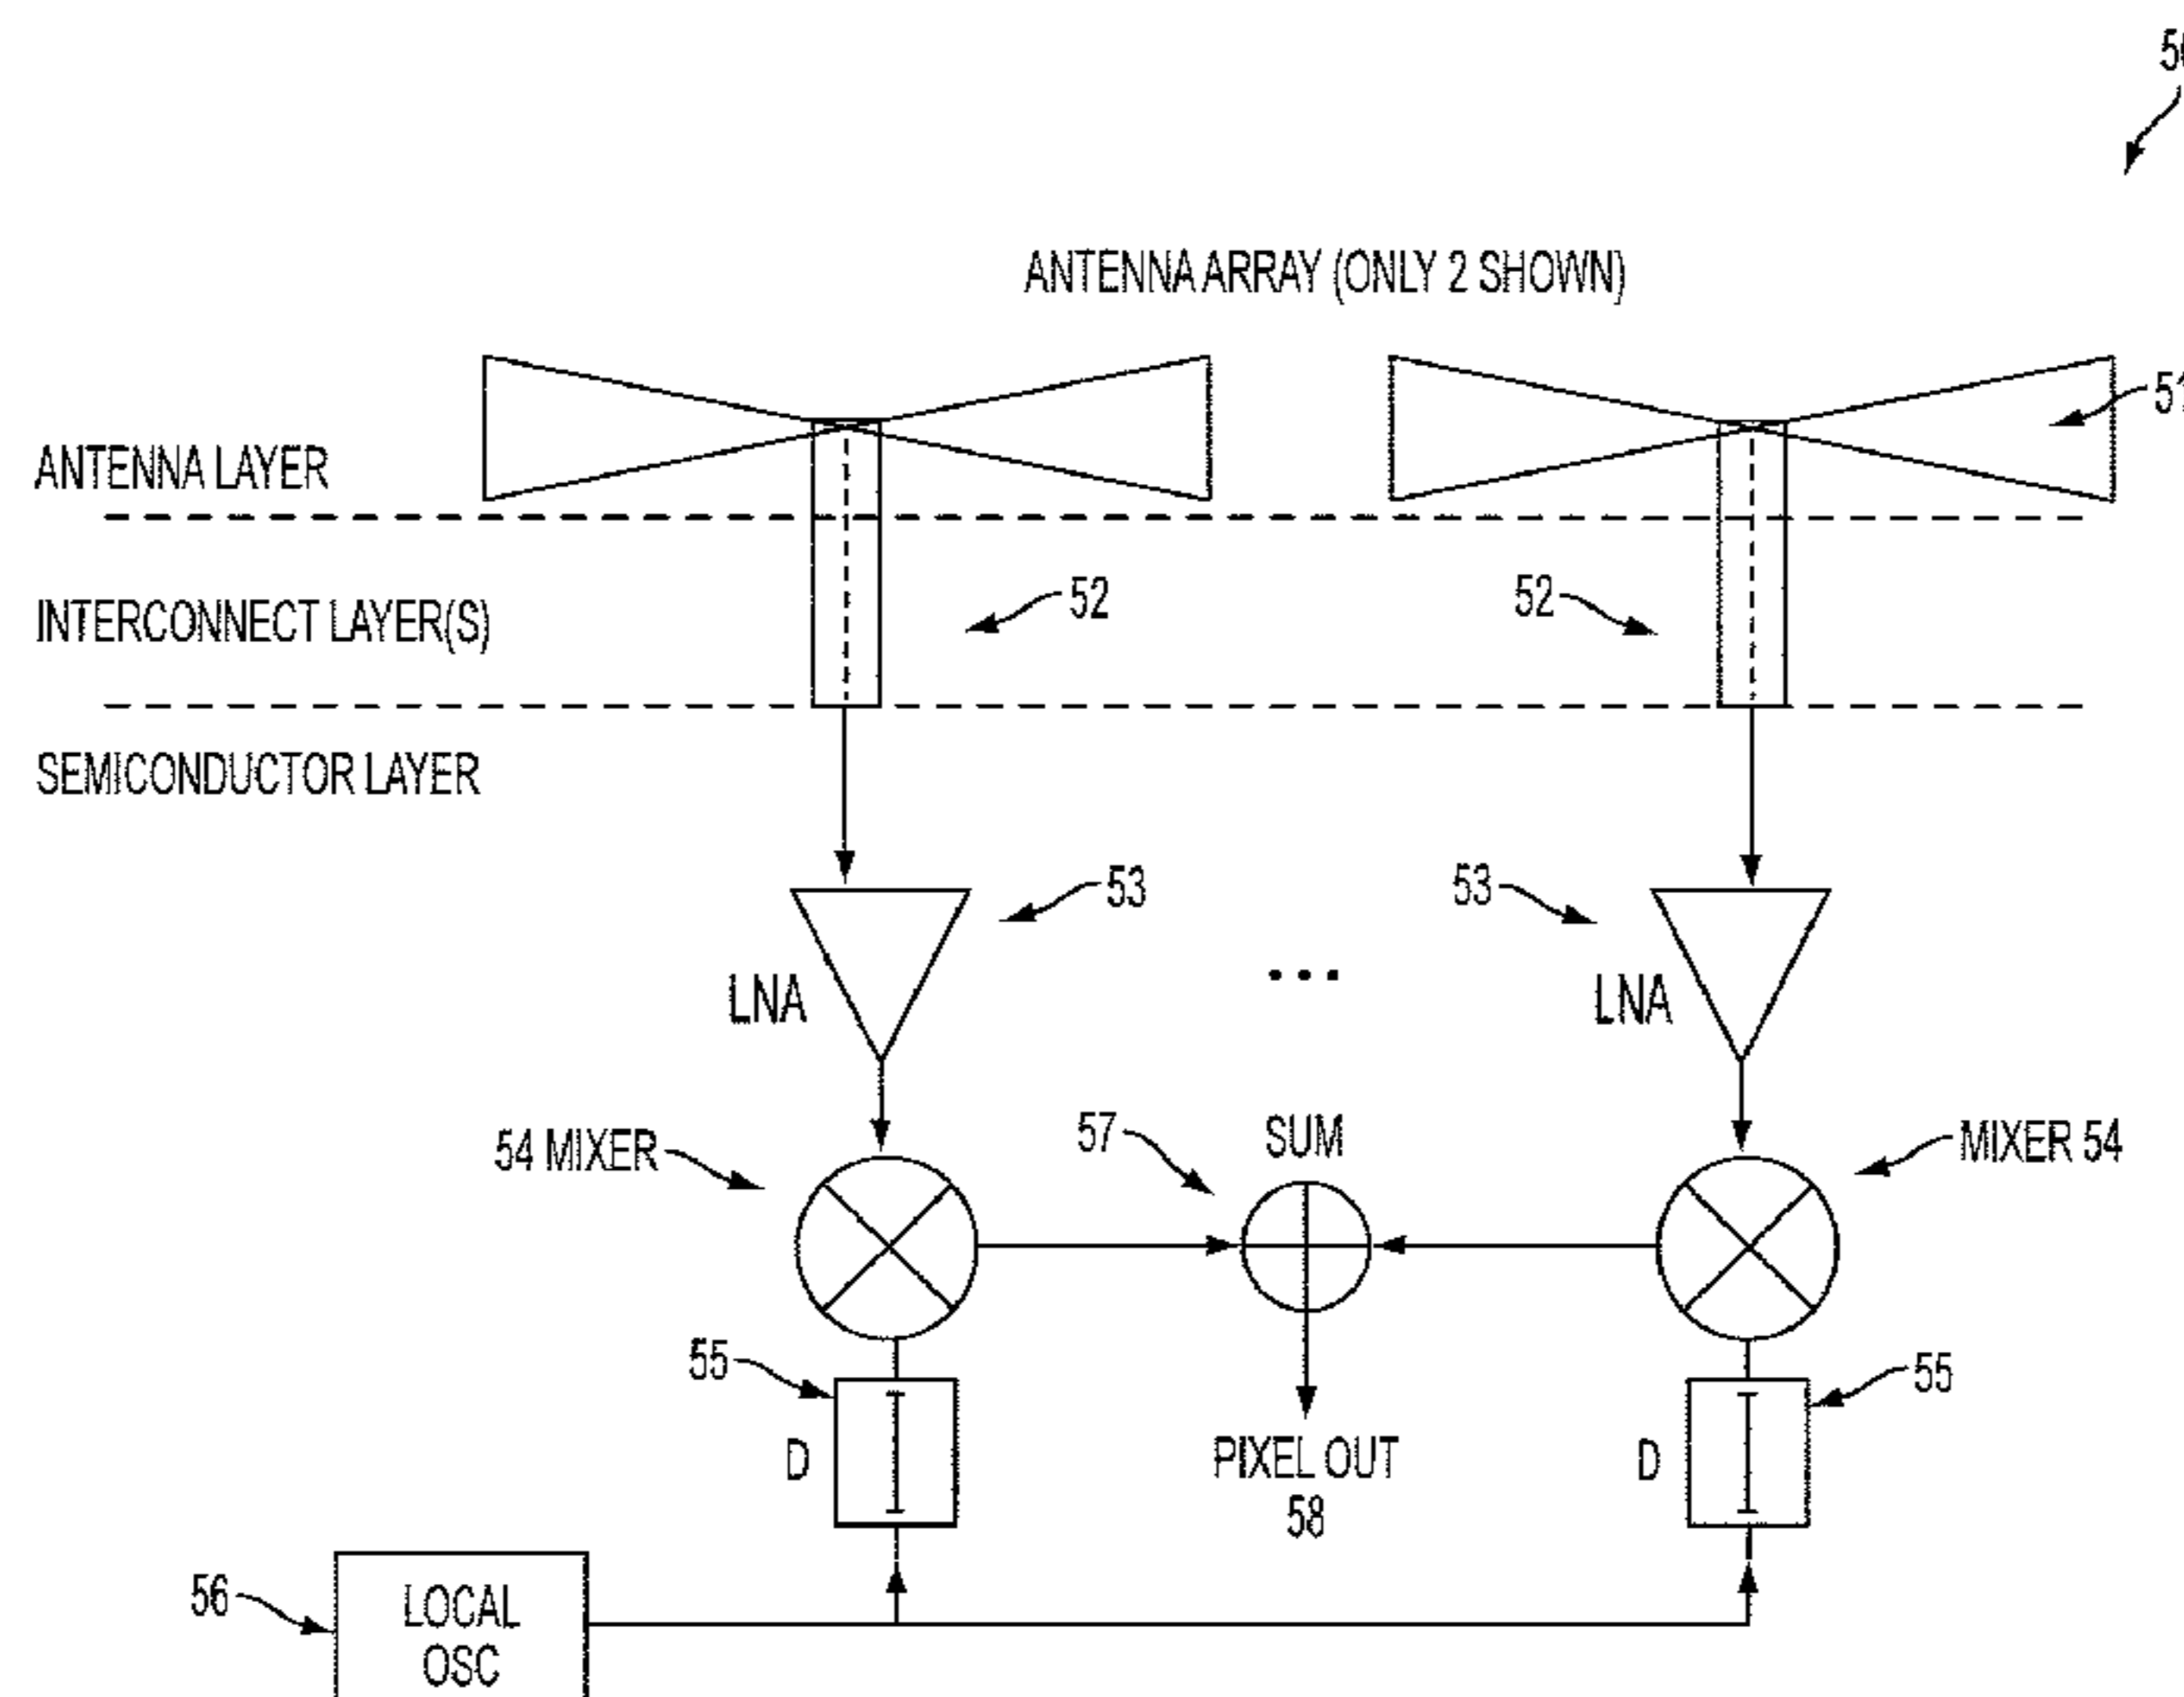 ANTENNA ARRAY (ONLY 2 SHOWN)
ANTENNA LAYER
INTERCONNECT LAYER(S)
52
52
SEMICONDUCTOR LAYER
53
53
LNA
...
LNA
54 MIXER
57
SUM
MIXER 54
55
55
D
PIXEL OUT
58
D
56
LOCAL
OSC